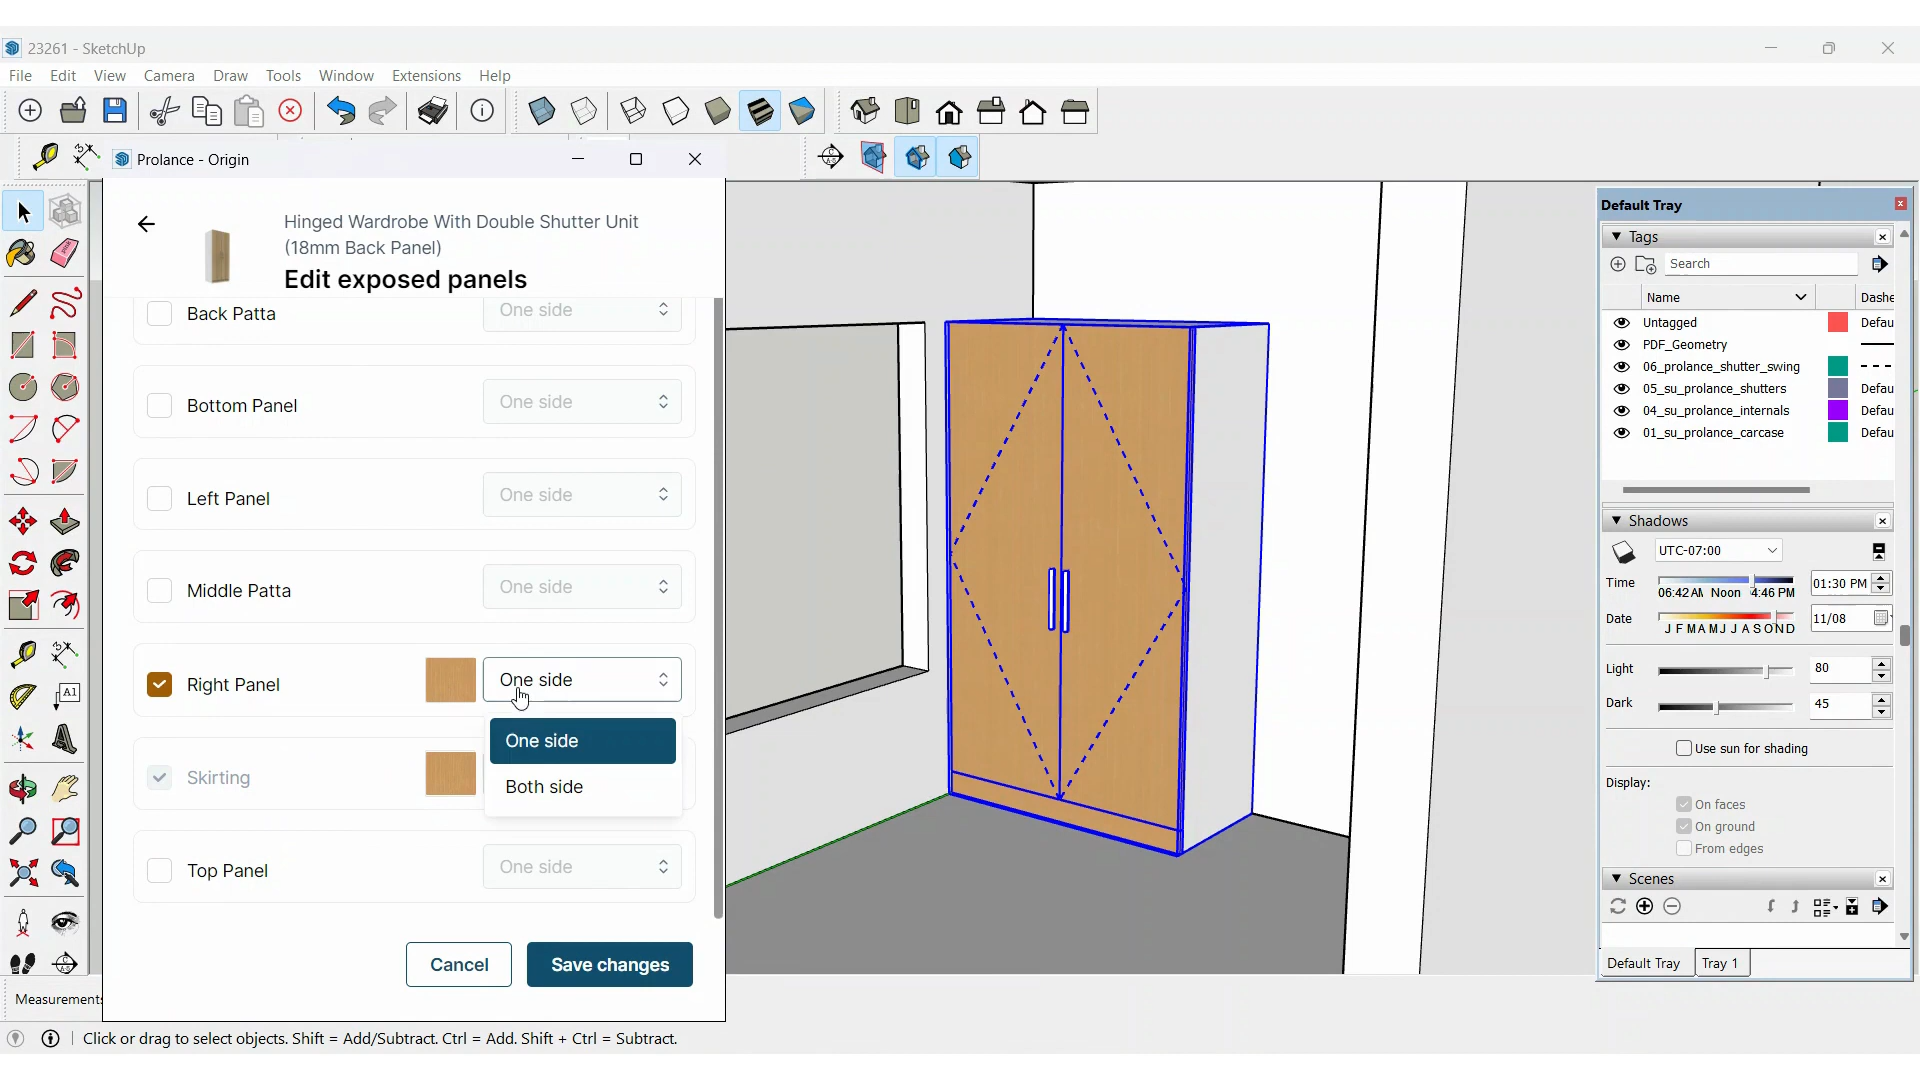 23261 - SketchUp
File Edit View Camera Draw Tools Window Extensions Help
Prolance - Origin
Hinged Wardrobe With Double Shutter Unit
(18mm Back Panel)
Edit exposed panels
Back Patta One side
Bottom Panel One side
Left Panel One side
Middle Patta One side
Right Panel One side
One side
Skirting
Both side
Top Panel One side
Cancel Save changes
Default Tray
Tags
Search
Name Dashe
Untagged Defau
PDF_Geometry
06_prolance_shutter_swing
05_su_prolance_shutters Defau
04_su_prolance_internals Defau
01_su_prolance_carcase Defau
Shadows
UTC-07:00
Time 01:30 PM
06:42 AM Noon 4:46 PM
Date 11/08
J F M A M J J A S O N D
Light 80
Dark 45
Use sun for shading
Display:
On faces
On ground
From edges
Scenes
Default Tray Tray 1
A1
Measurements
Click or drag to select objects. Shift = Add/Subtract. Ctrl = Add. Shift + Ctrl = Subtract.